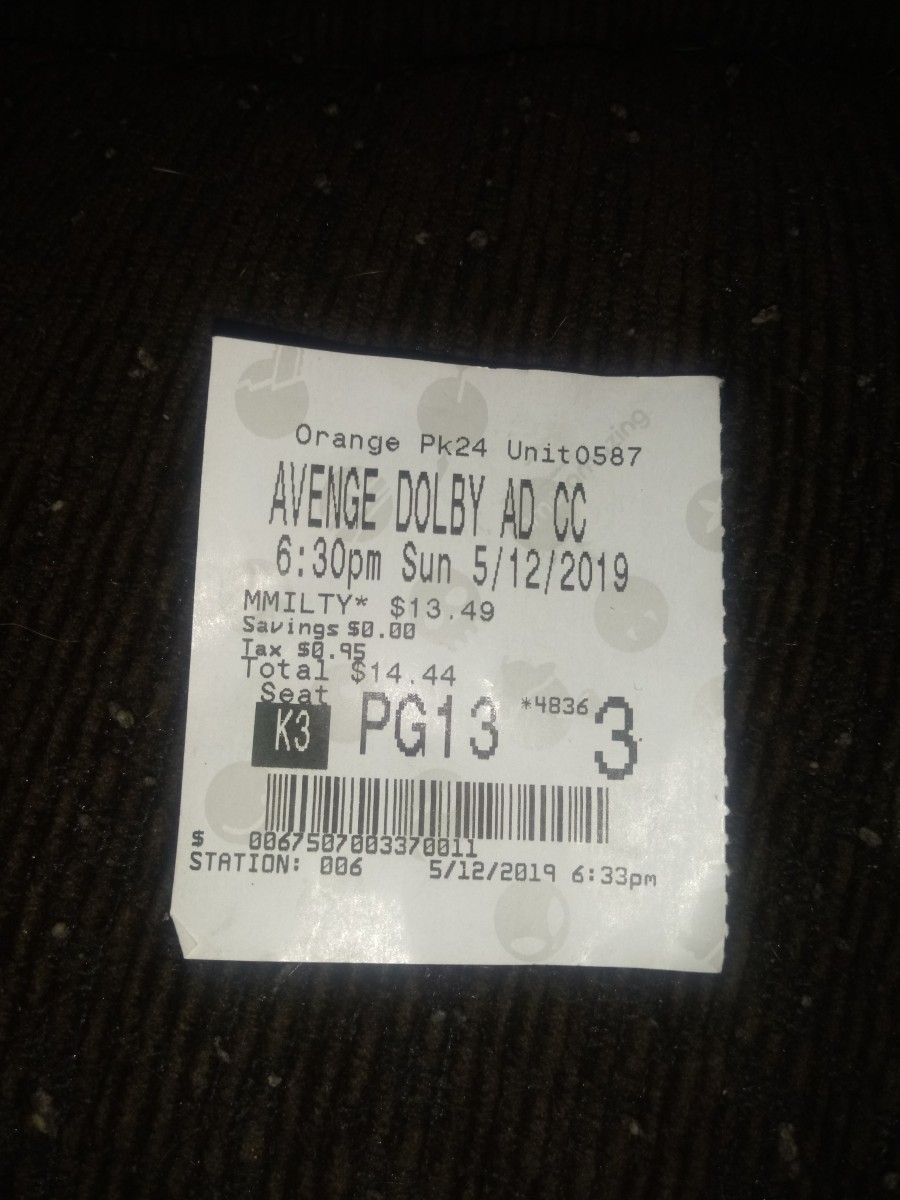 Orange Pk24 Unit0587
AVENGE DOLBY AD CC
6:30pm Sun 5/12/2019
MMILTY* $13.49
Savings $0.00
Tax $0.95
Total $14.44
Seat
K3 PG13 *4836 3
$ 0067507003370011
STATION: 006 5/12/2019 6:33pm